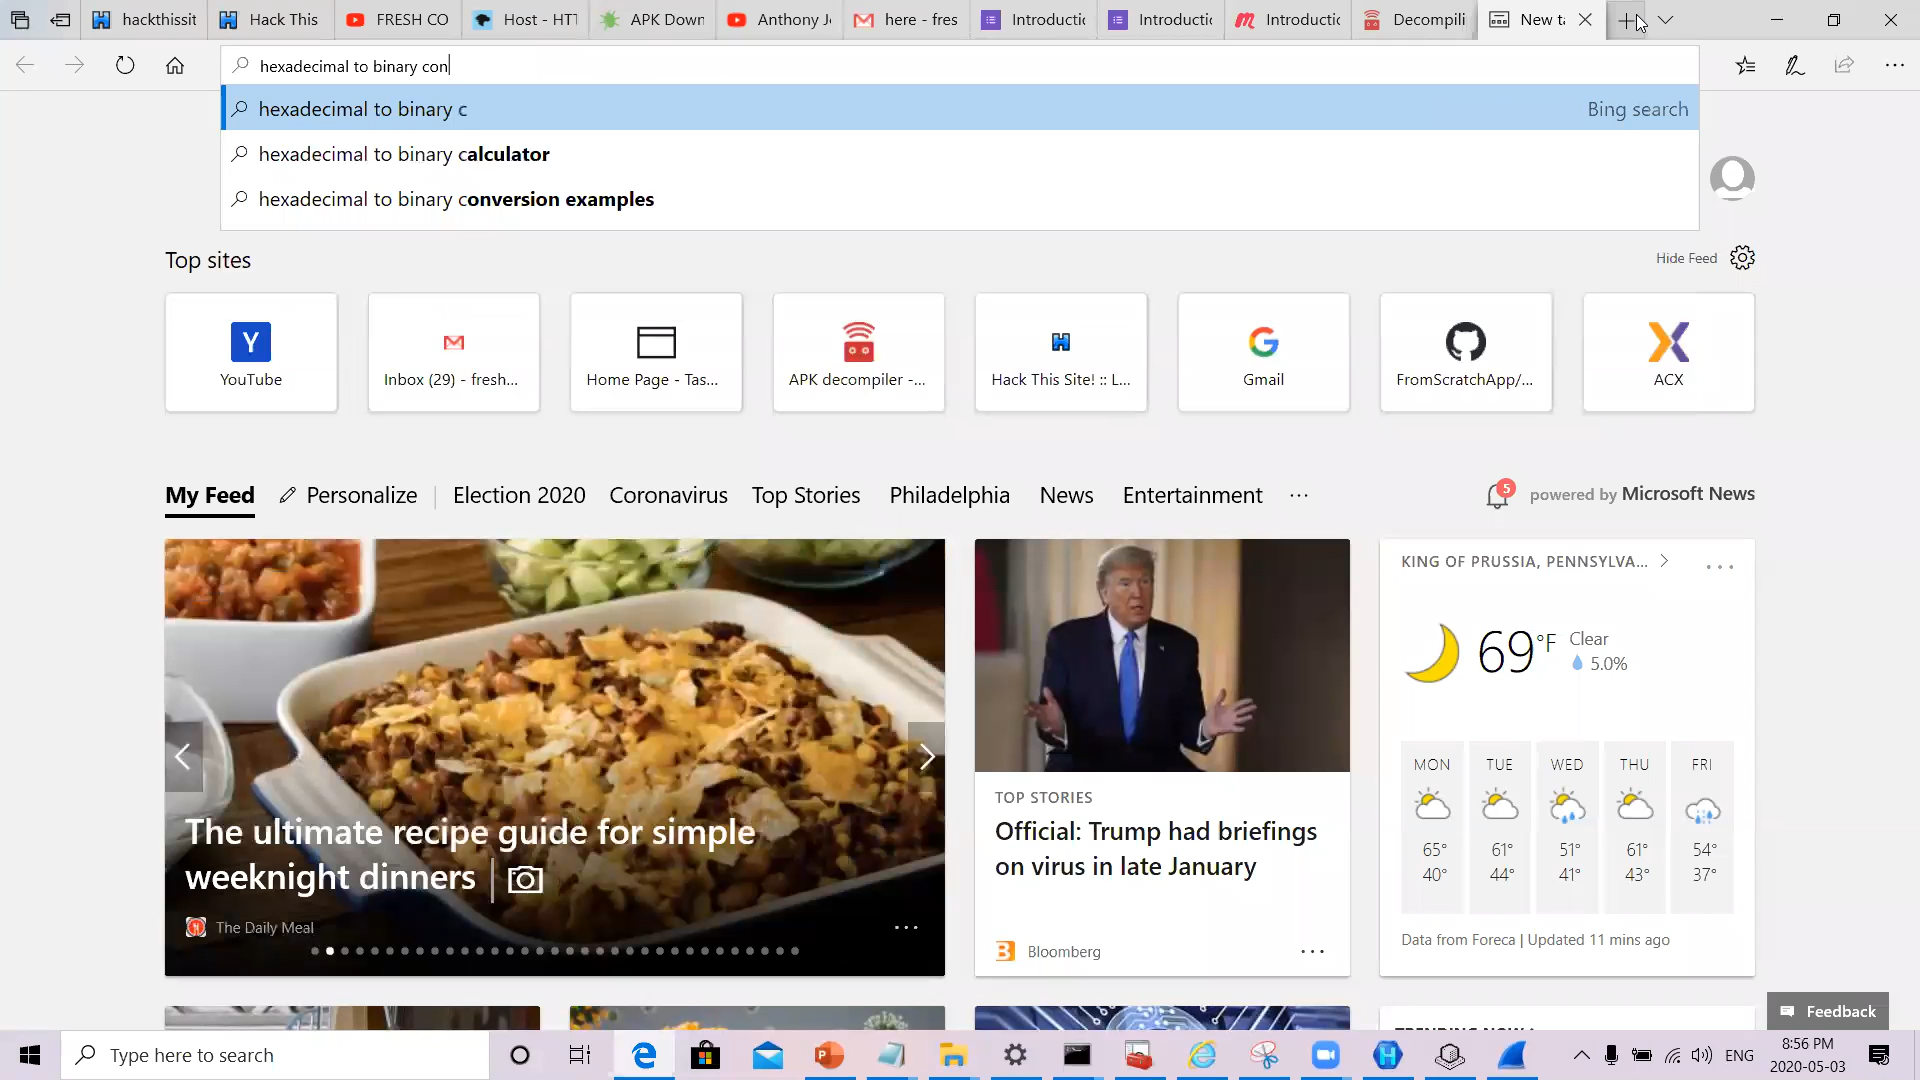 hackthissit
Hack This
FRESH CO
Host - HTT
APK Down
Anthony Jo
here - fres
Introductic
Introductic
Introductic
Decompili
New ta
hexadecimal to binary con
hexadecimal to binary c
Bing search
hexadecimal to binary calculator
hexadecimal to binary conversion examples
Top sites
Hide Feed
Y
YouTube
Inbox (29) - fresh...
Home Page - Tas...
APK decompiler -...
Hack This Site! :: L...
Gmail
FromScratchApp/...
ACX
My Feed
Personalize
Election 2020
Coronavirus
Top Stories
Philadelphia
News
Entertainment
5
powered by Microsoft News
The ultimate recipe guide for simple
weeknight dinners
The Daily Meal
TOP STORIES
Official: Trump had briefings
on virus in late January
Bloomberg
KING OF PRUSSIA, PENNSYLVA...
69°F
Clear
5.0%
MON TUE WED THU FRI
65° 61° 51° 61° 54°
40° 44° 41° 43° 37°
Data from Foreca | Updated 11 mins ago
Feedback
Type here to search
ENG
8:56 PM
2020-05-03